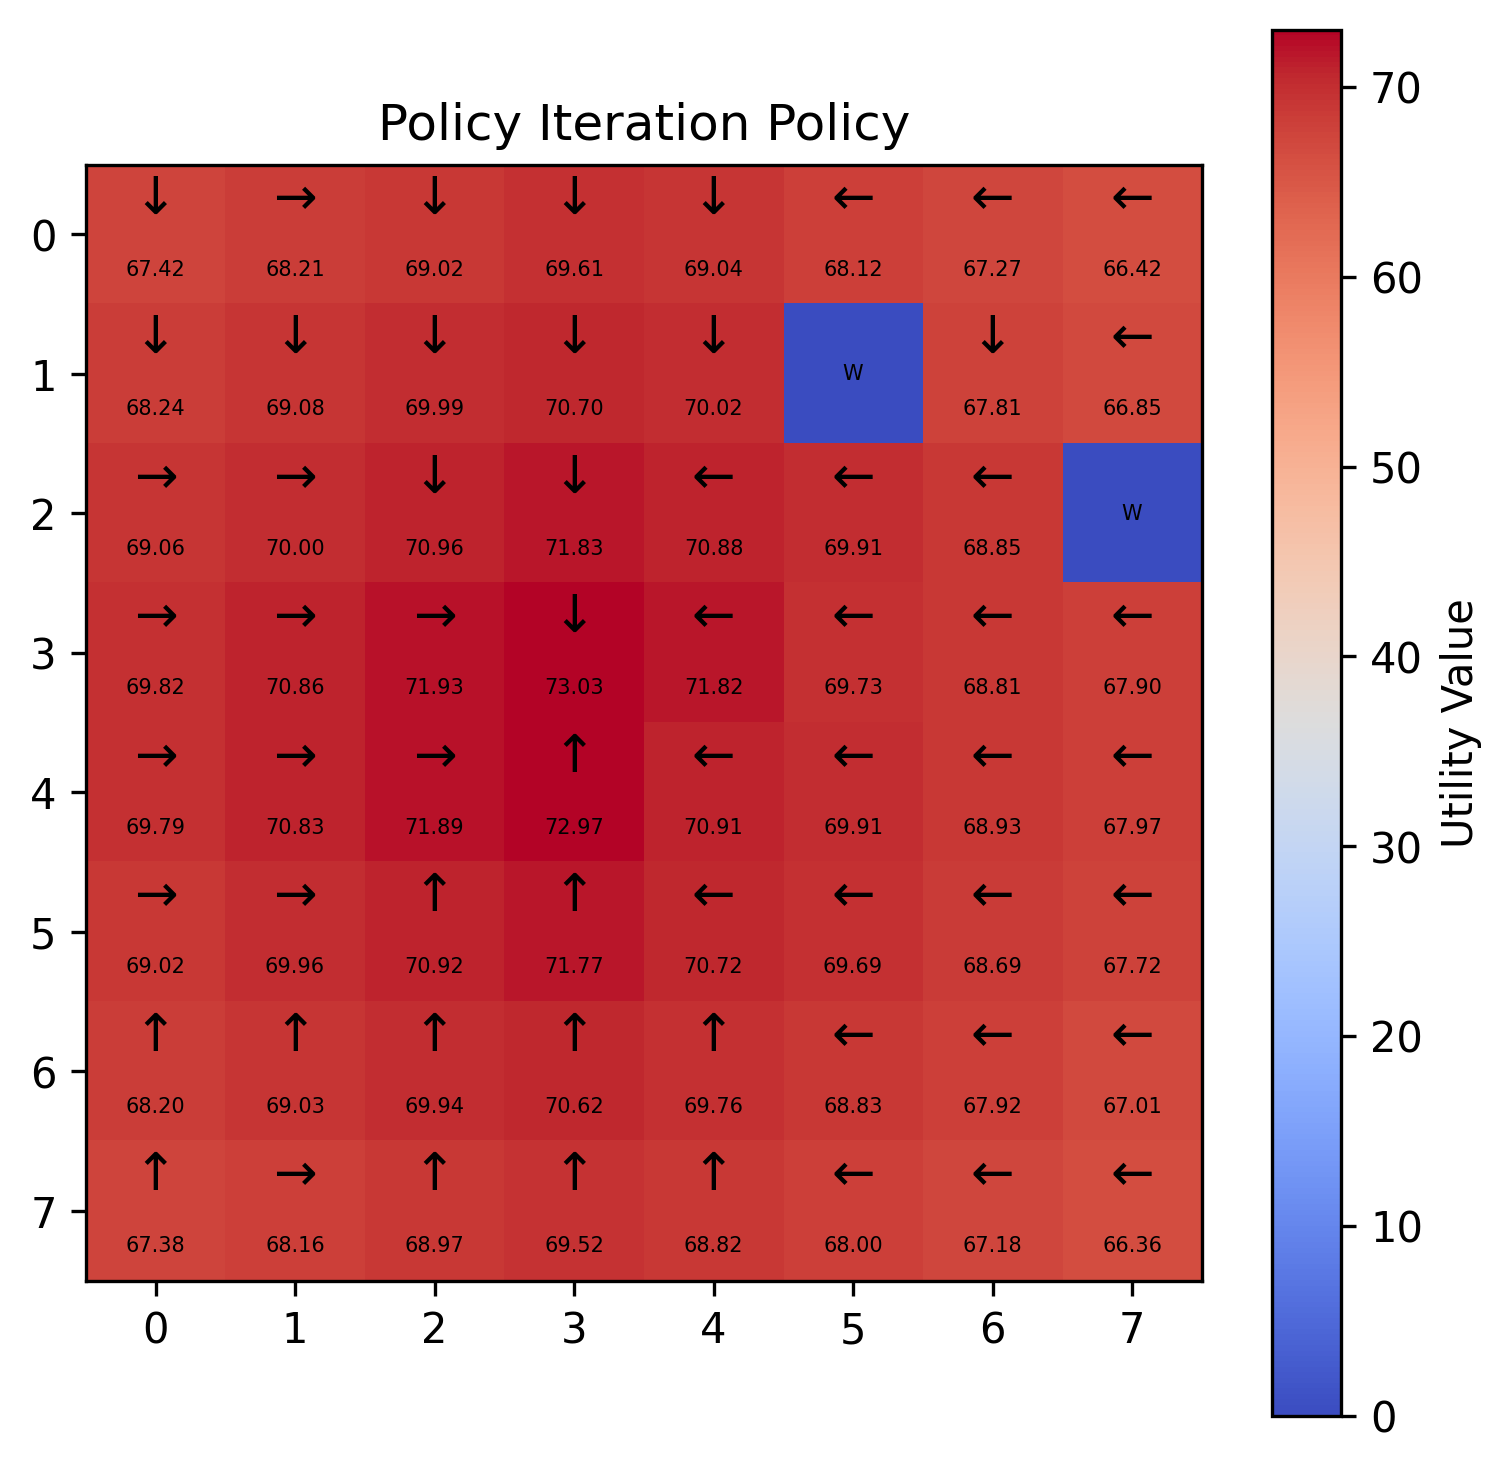 Policy Iteration Policy
0 ↓ → ↓ ↓ ↓ ← ← ←
67.42 68.21 69.02 69.61 69.04 68.12 67.27 66.42
1 ↓ ↓ ↓ ↓ ↓ W ↓ ←
68.24 69.08 69.99 70.70 70.02 67.81 66.85
2 → → ↓ ↓ ← ← ← W
69.06 70.00 70.96 71.83 70.88 69.91 68.85
3 → → → ↓ ← ← ← ←
69.82 70.86 71.93 73.03 71.82 69.73 68.81 67.90
4 → → → ↑ ← ← ← ←
69.79 70.83 71.89 72.97 70.91 69.91 68.93 67.97
5 → → ↑ ↑ ← ← ← ←
69.02 69.96 70.92 71.77 70.72 69.69 68.69 67.72
6 ↑ ↑ ↑ ↑ ↑ ← ← ←
68.20 69.03 69.94 70.62 69.76 68.83 67.92 67.01
7 ↑ → ↑ ↑ ↑ ← ← ←
67.38 68.16 68.97 69.52 68.82 68.00 67.18 66.36
0 1 2 3 4 5 6 7
70
60
50
40
30
20
10
0
Utility Value